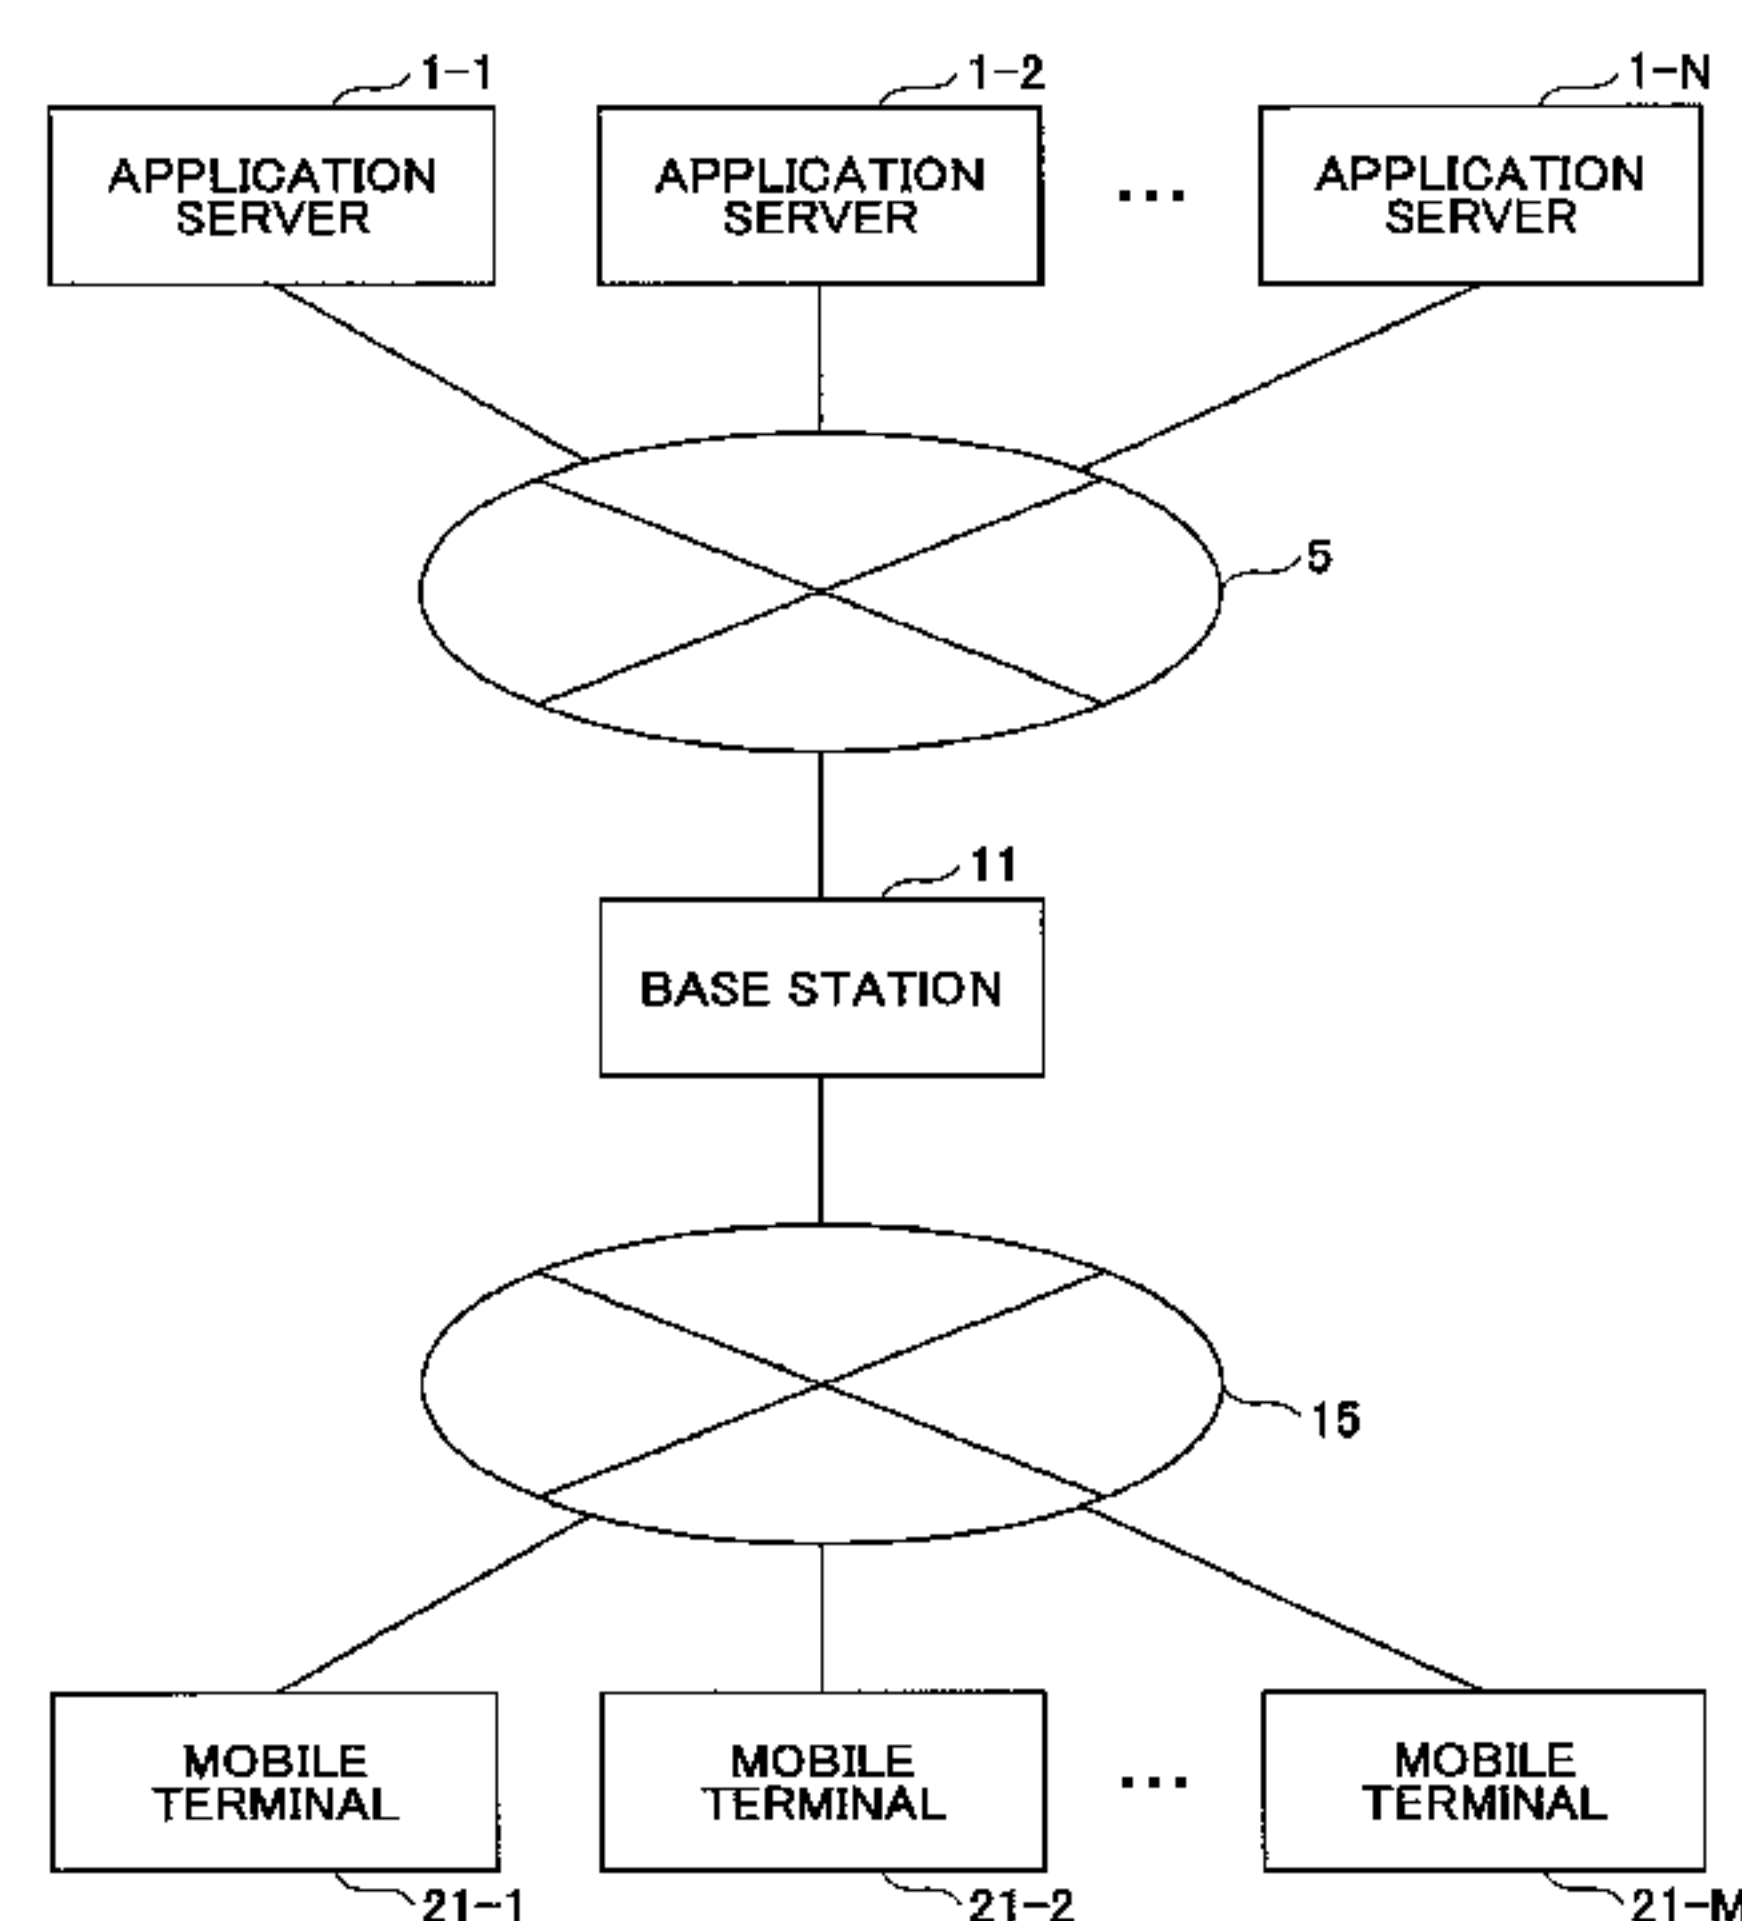 1-1
1-2
1-N
APPLICATION
SERVER
APPLICATION
SERVER
...
APPLICATION
SERVER
5
11
BASE STATION
15
MOBILE
TERMINAL
MOBILE
TERMINAL
...
MOBILE
TERMINAL
21-1
21-2
21-M